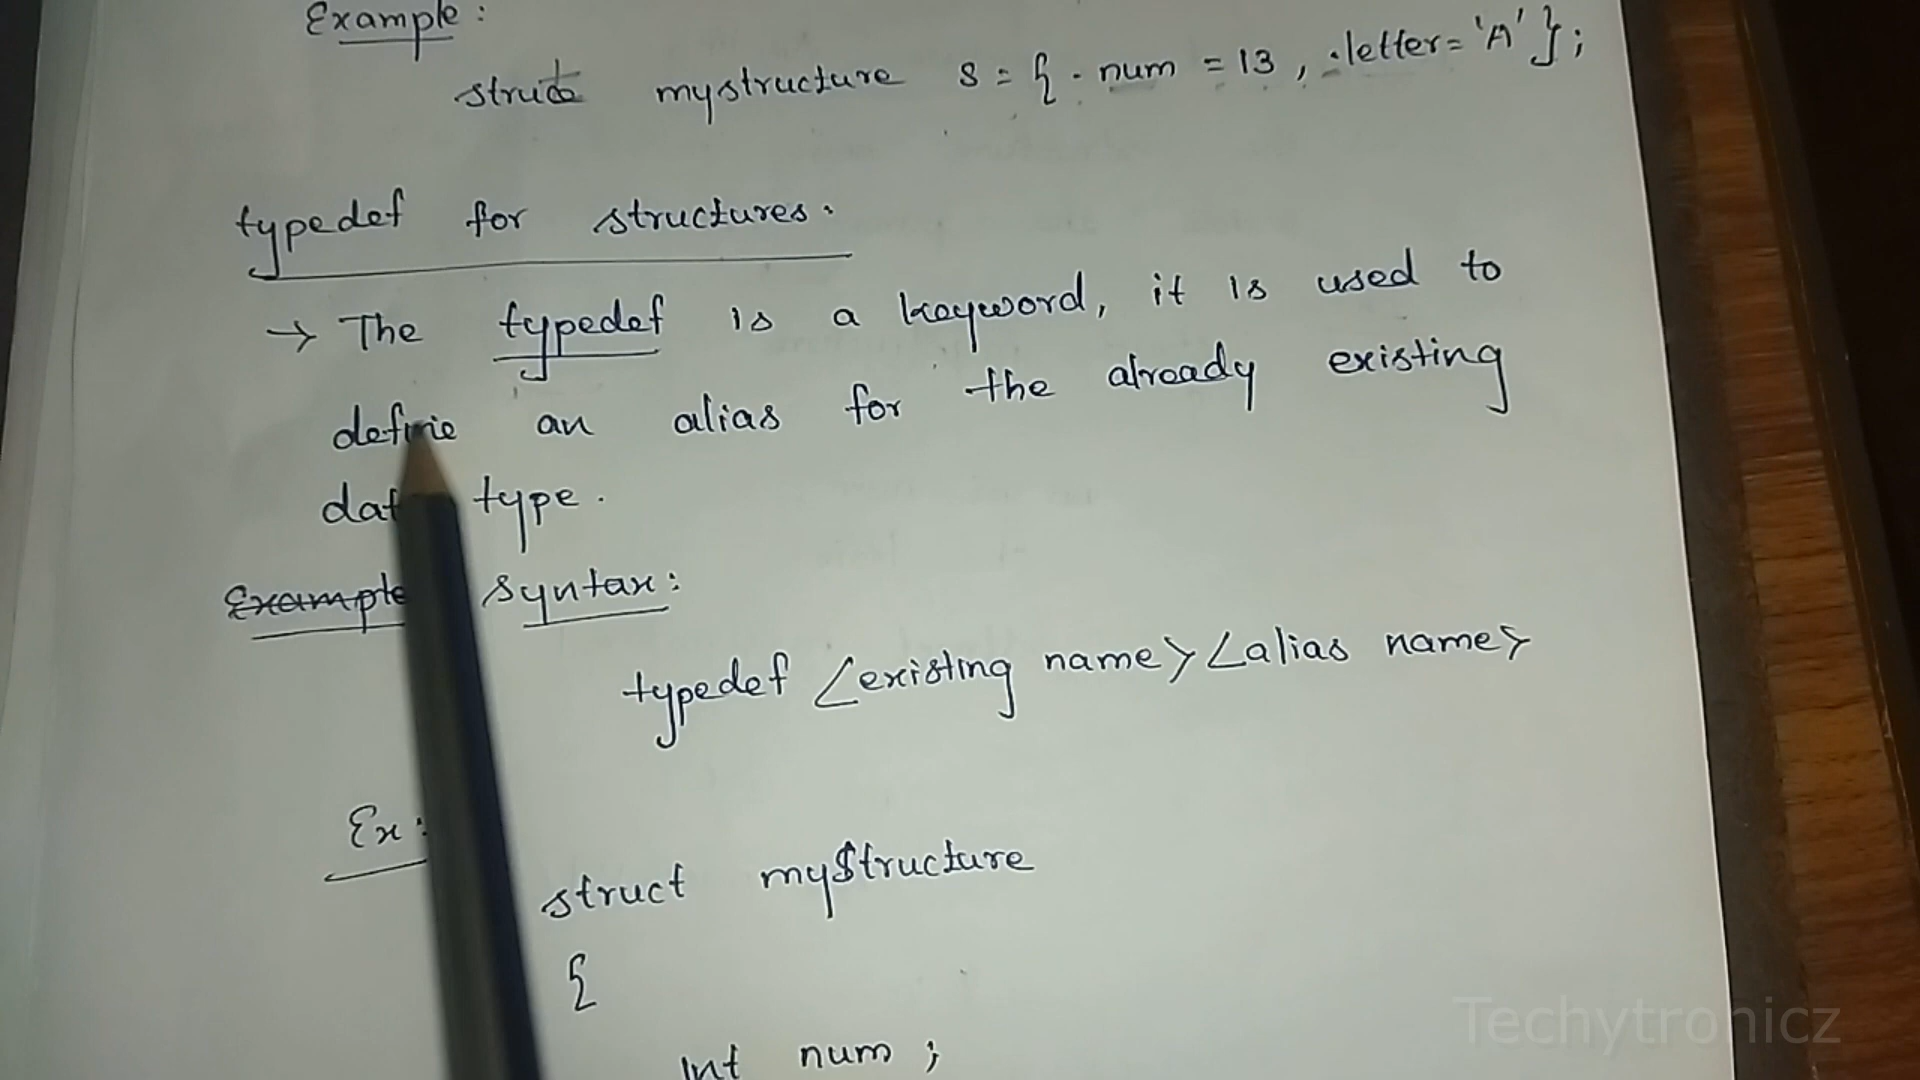 Example:
struct mystructure s = { . num = 13, .letter = 'A' };
typedef for structures.
→ The typedef is a keyword, it is used to
define an alias for the already existing
data type.
Example syntax:
typedef <existing name> <alias name>
Ex:
struct myStructure
{
int num ;
Techytronicz